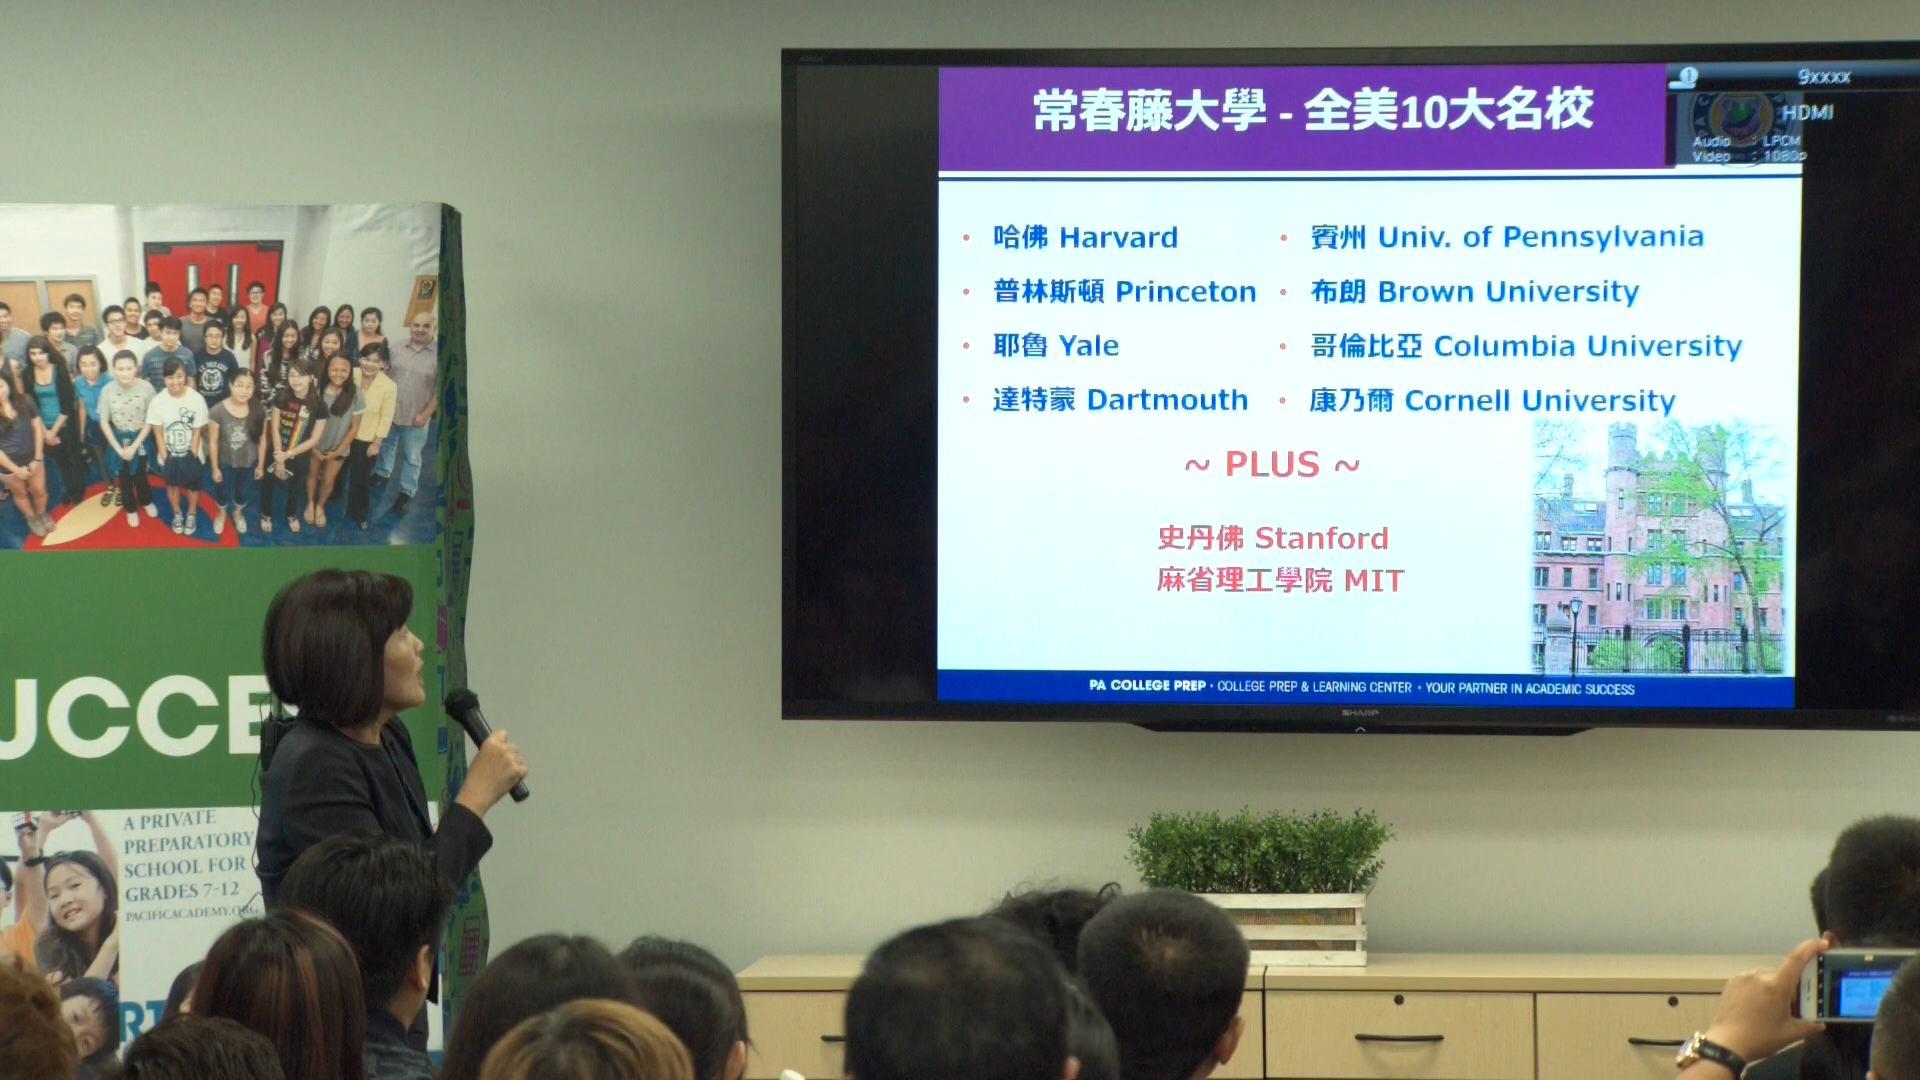 常春藤大學 - 全美10大名校
9xxxx
HDMI
Audio : LPCM
Video : 1080p
哈佛 Harvard
普林斯頓 Princeton
耶魯 Yale
達特蒙 Dartmouth
賓州 Univ. of Pennsylvania
布朗 Brown University
哥倫比亞 Columbia University
康乃爾 Cornell University
~ PLUS ~
史丹佛 Stanford
麻省理工學院 MIT
PA COLLEGE PREP • COLLEGE PREP & LEARNING CENTER • YOUR PARTNER IN ACADEMIC SUCCESS
SHARP
UCCE
A PRIVATE
PREPARATORY
SCHOOL FOR
GRADES 7-12
PACIFICACADEMY.ORG